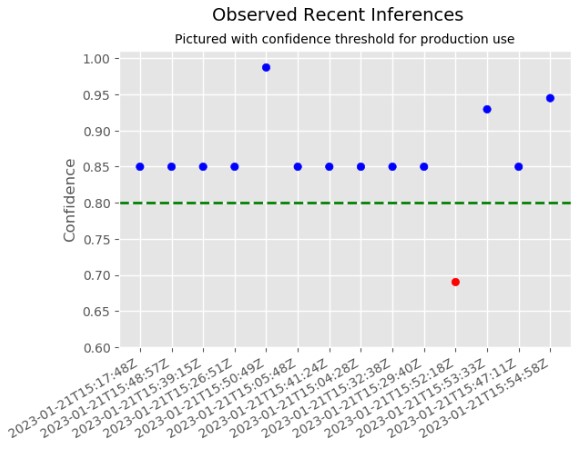 Observed Recent Inferences
Pictured with confidence threshold for production use
Confidence
1.00
0.95
0.90
0.85
0.80
0.75
0.70
0.65
0.60
2023-01-21T15:17:48Z
2023-01-21T15:48:57Z
2023-01-21T15:39:15Z
2023-01-21T15:26:51Z
2023-01-21T15:50:49Z
2023-01-21T15:05:48Z
2023-01-21T15:41:24Z
2023-01-21T15:04:28Z
2023-01-21T15:32:38Z
2023-01-21T15:29:40Z
2023-01-21T15:52:18Z
2023-01-21T15:53:33Z
2023-01-21T15:47:11Z
2023-01-21T15:54:58Z